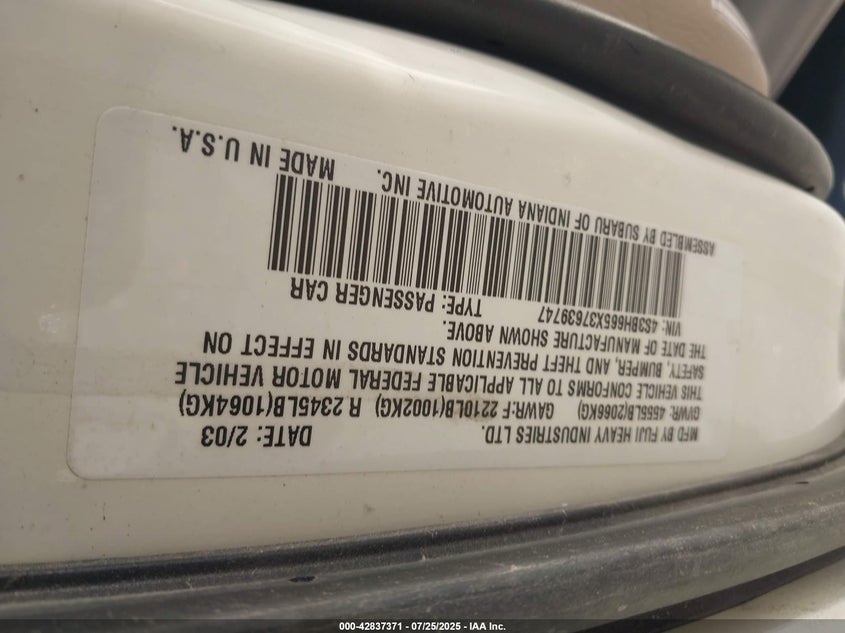 MFD BY FUJI HEAVY INDUSTRIES LTD. DATE: 2/03
GVWR: 4555LB(2066KG) GAWR:F 2210LB(1002KG) R 2345LB(1064KG)
THIS VEHICLE CONFORMS TO ALL APPLICABLE FEDERAL MOTOR VEHICLE
SAFETY, BUMPER, AND THEFT PREVENTION STANDARDS IN EFFECT ON
THE DATE OF MANUFACTURE SHOWN ABOVE.
VIN: 4S3BH665X37639747 TYPE: PASSENGER CAR
ASSEMBLED BY SUBARU OF INDIANA AUTOMOTIVE INC. MADE IN U.S.A.
000-42837371 - 07/25/2025 - IAA Inc.